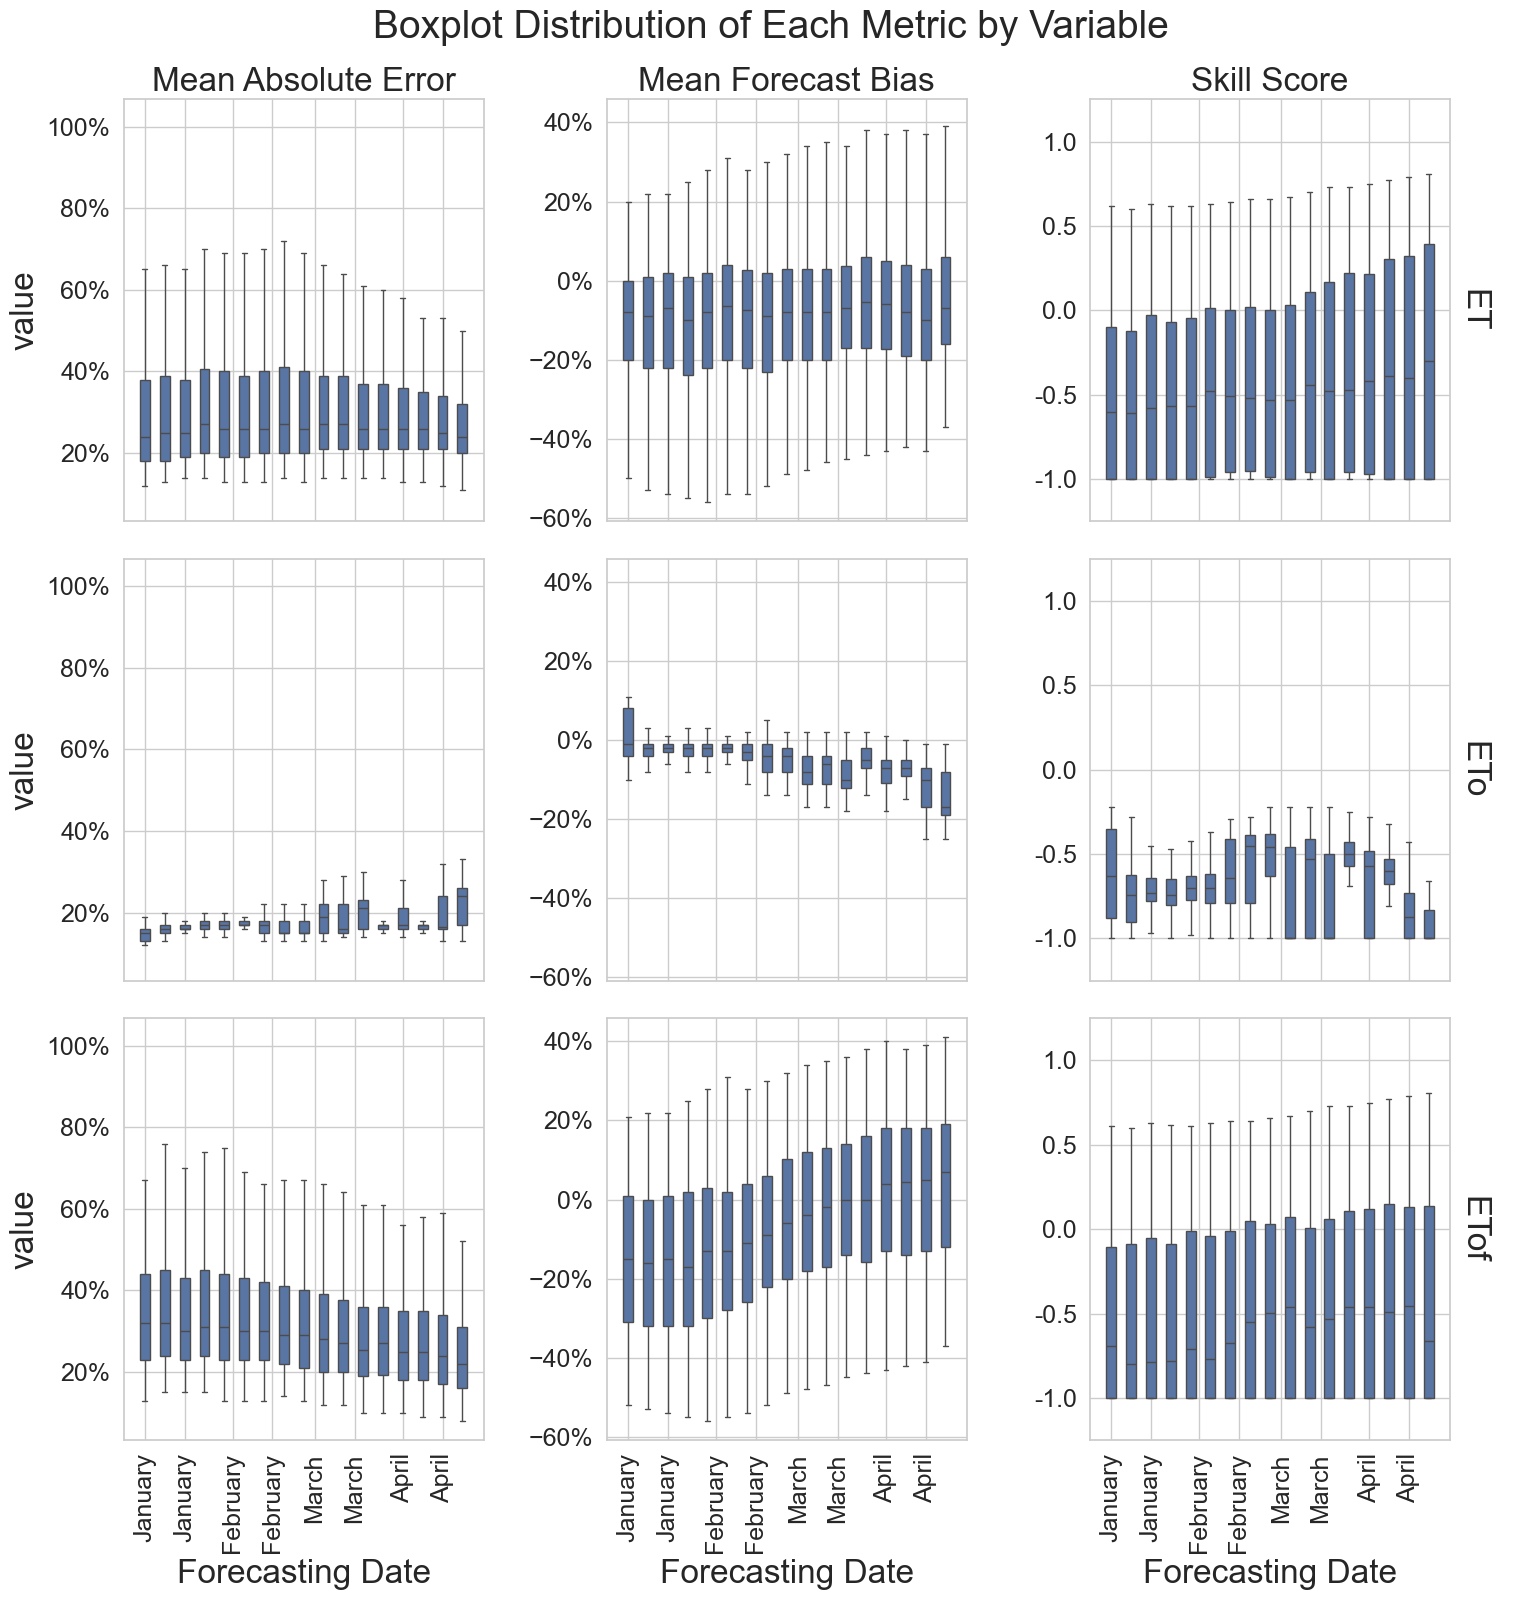 Boxplot Distribution of Each Metric by Variable
Mean Absolute Error
Mean Forecast Bias
Skill Score
100%
80%
60%
40%
20%
value
40%
20%
0%
−20%
−40%
−60%
1.0
0.5
0.0
-0.5
-1.0
ET
100%
80%
60%
40%
20%
value
40%
20%
0%
−20%
−40%
−60%
1.0
0.5
0.0
-0.5
-1.0
ETo
100%
80%
60%
40%
20%
value
40%
20%
0%
−20%
−40%
−60%
1.0
0.5
0.0
-0.5
-1.0
ETof
January
January
February
February
March
March
April
April
Forecasting Date
January
January
February
February
March
March
April
April
Forecasting Date
January
January
February
February
March
March
April
April
Forecasting Date